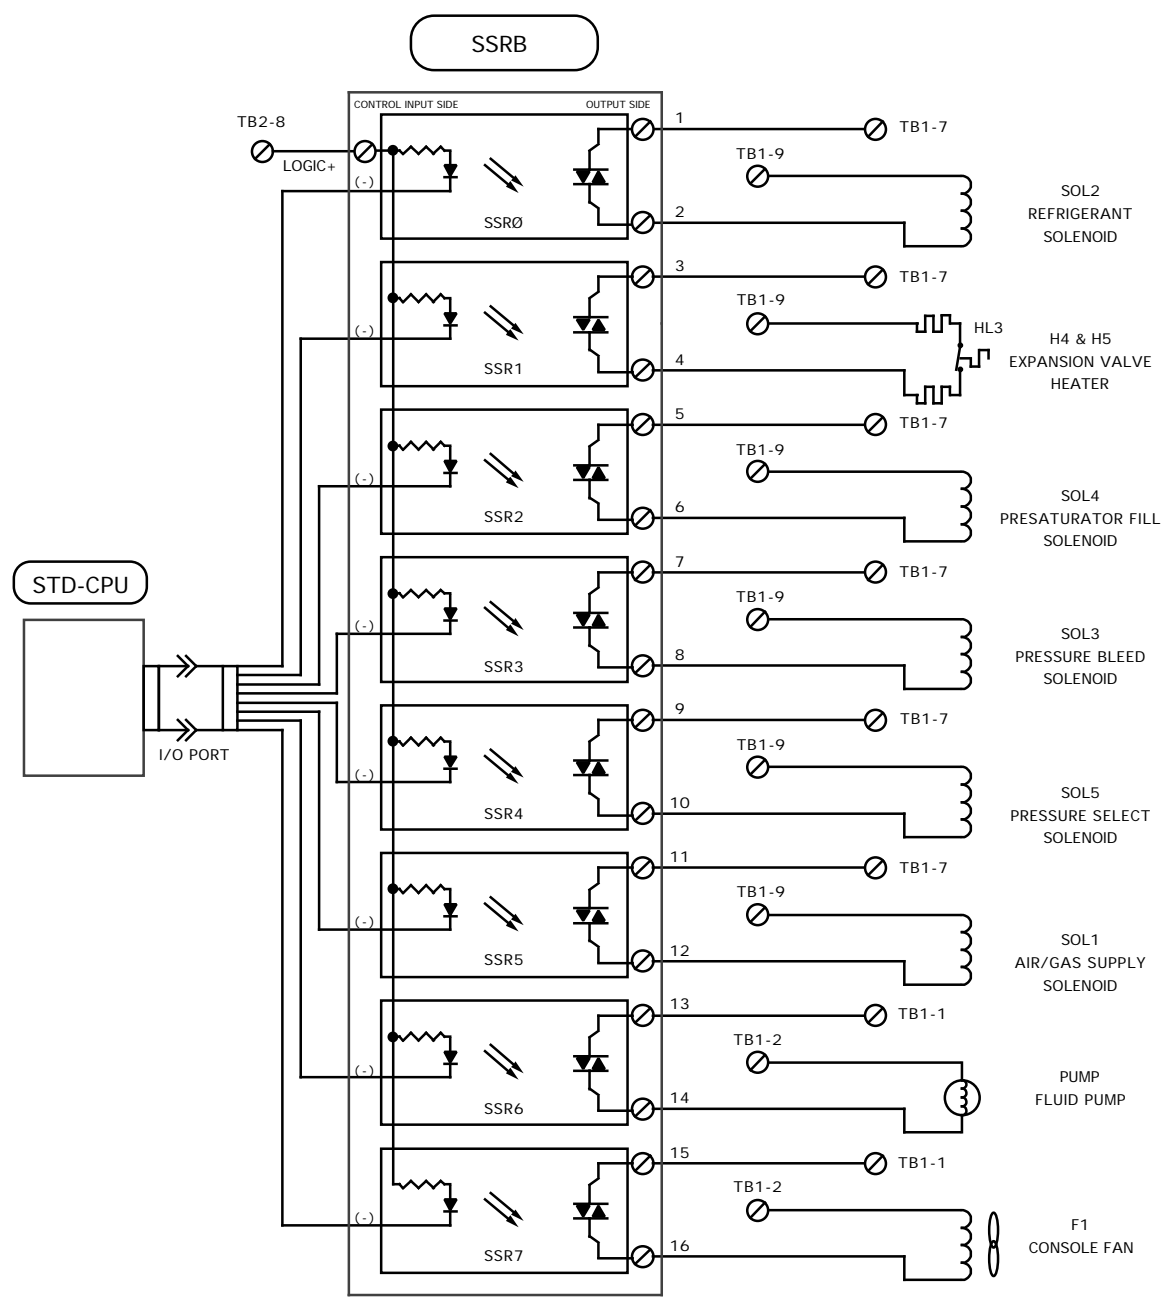 SSRB
CONTROL INPUT SIDE
OUTPUT SIDE
TB2-8
LOGIC+
(-)
SSRØ
1
TB1-7
TB1-9
2
SOL2
REFRIGERANT
SOLENOID
(-)
SSR1
3
TB1-7
TB1-9
4
HL3
H4 & H5
EXPANSION VALVE
HEATER
(-)
SSR2
5
TB1-7
TB1-9
6
SOL4
PRESATURATOR FILL
SOLENOID
STD-CPU
I/O PORT
(-)
SSR3
7
TB1-7
TB1-9
8
SOL3
PRESSURE BLEED
SOLENOID
(-)
SSR4
9
TB1-7
TB1-9
10
SOL5
PRESSURE SELECT
SOLENOID
(-)
SSR5
11
TB1-7
TB1-9
12
SOL1
AIR/GAS SUPPLY
SOLENOID
(-)
SSR6
13
TB1-1
TB1-2
14
PUMP
FLUID PUMP
(-)
SSR7
15
TB1-1
TB1-2
16
F1
CONSOLE FAN